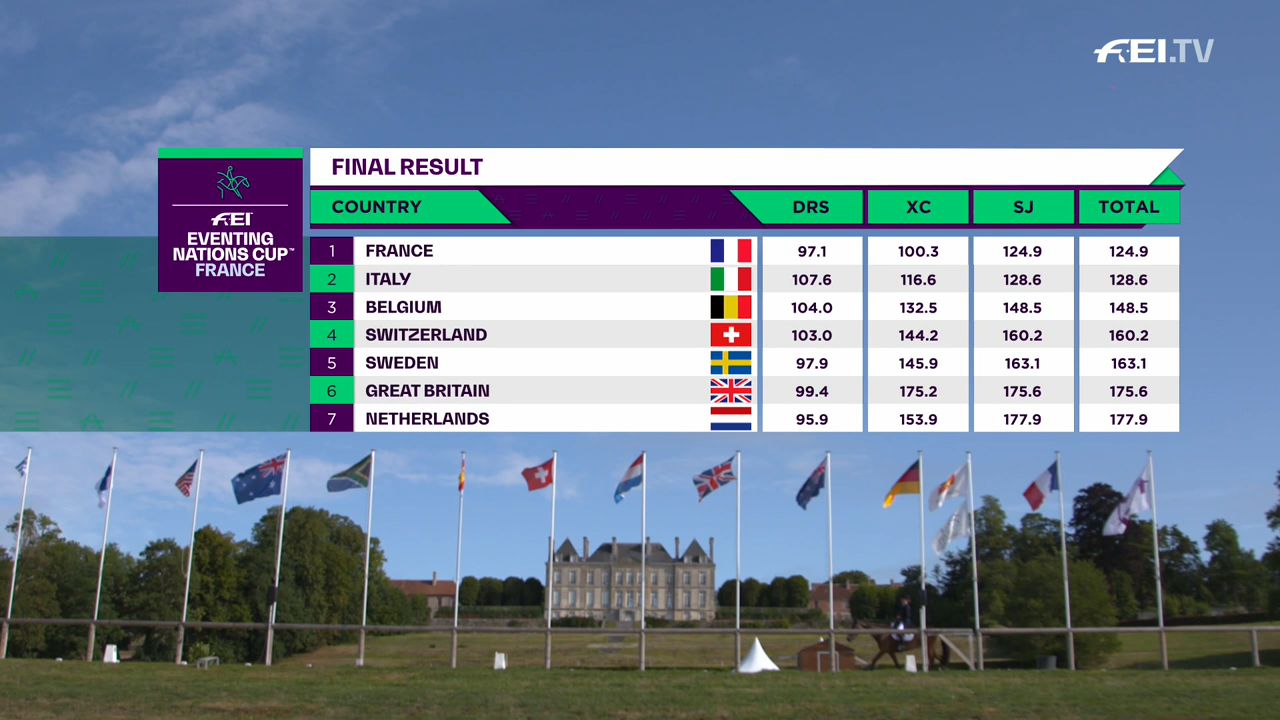 FEI.TV
FINAL RESULT
FEI
EVENTING
NATIONS CUP™
FRANCE
COUNTRY DRS XC SJ TOTAL
1 FRANCE 97.1 100.3 124.9 124.9
2 ITALY 107.6 116.6 128.6 128.6
3 BELGIUM 104.0 132.5 148.5 148.5
4 SWITZERLAND 103.0 144.2 160.2 160.2
5 SWEDEN 97.9 145.9 163.1 163.1
6 GREAT BRITAIN 99.4 175.2 175.6 175.6
7 NETHERLANDS 95.9 153.9 177.9 177.9